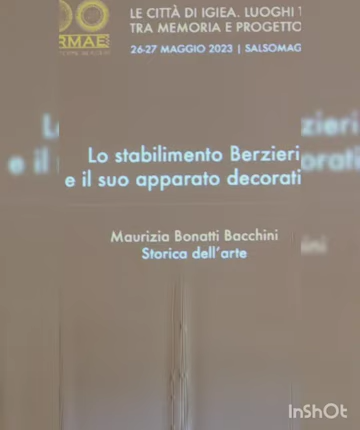 LE CITTÀ DI IGIEA. LUOGHI
TRA MEMORIA E PROGETTO
RMAE
26-27 MAGGIO 2023 | SALSOMAG
Lo stabilimento Berzieri
e il suo apparato decorati
Maurizia Bonatti Bacchini
Storica dell'arte
InShOt